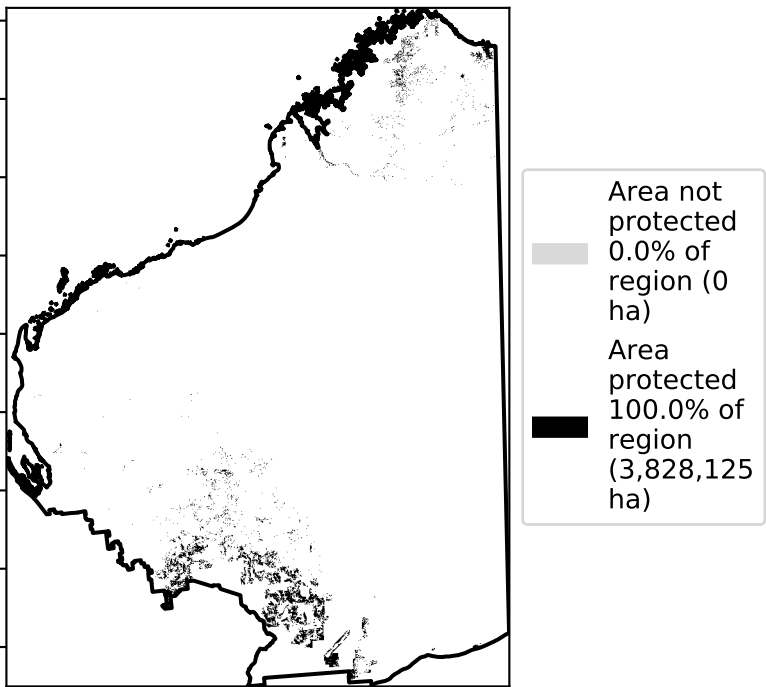 Area not
protected
0.0% of
region (0
ha)
Area
protected
100.0% of
region
(3,828,125
ha)